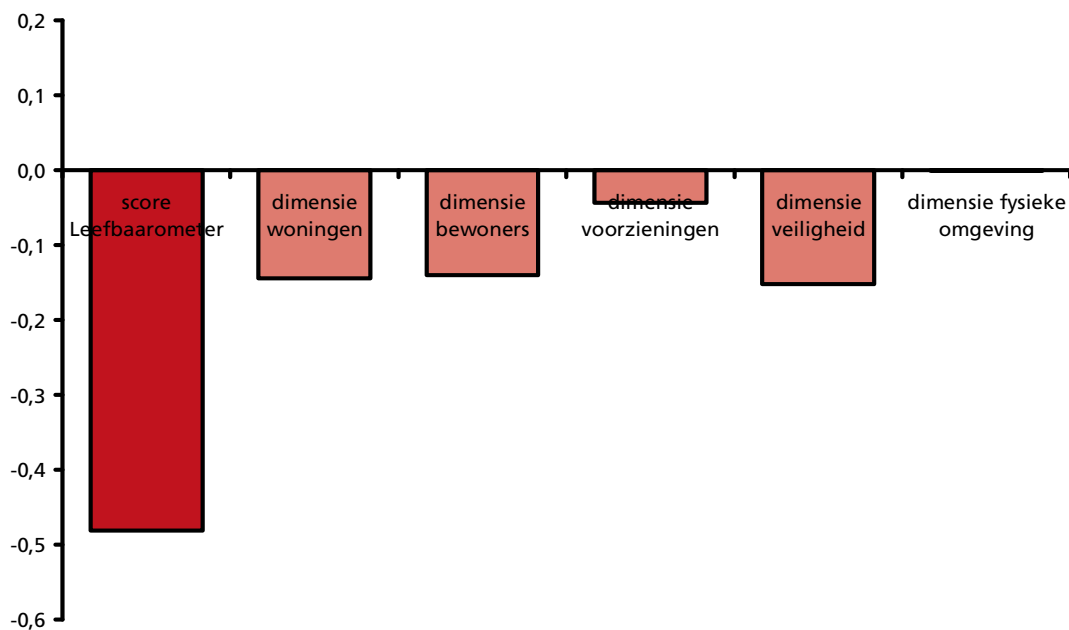 0,2
0,1
0,0
-0,1
-0,2
-0,3
-0,4
-0,5
-0,6
score
Leefbaarometer
dimensie
woningen
dimensie
bewoners
dimensie
voorzieningen
dimensie
veiligheid
dimensie fysieke
omgeving